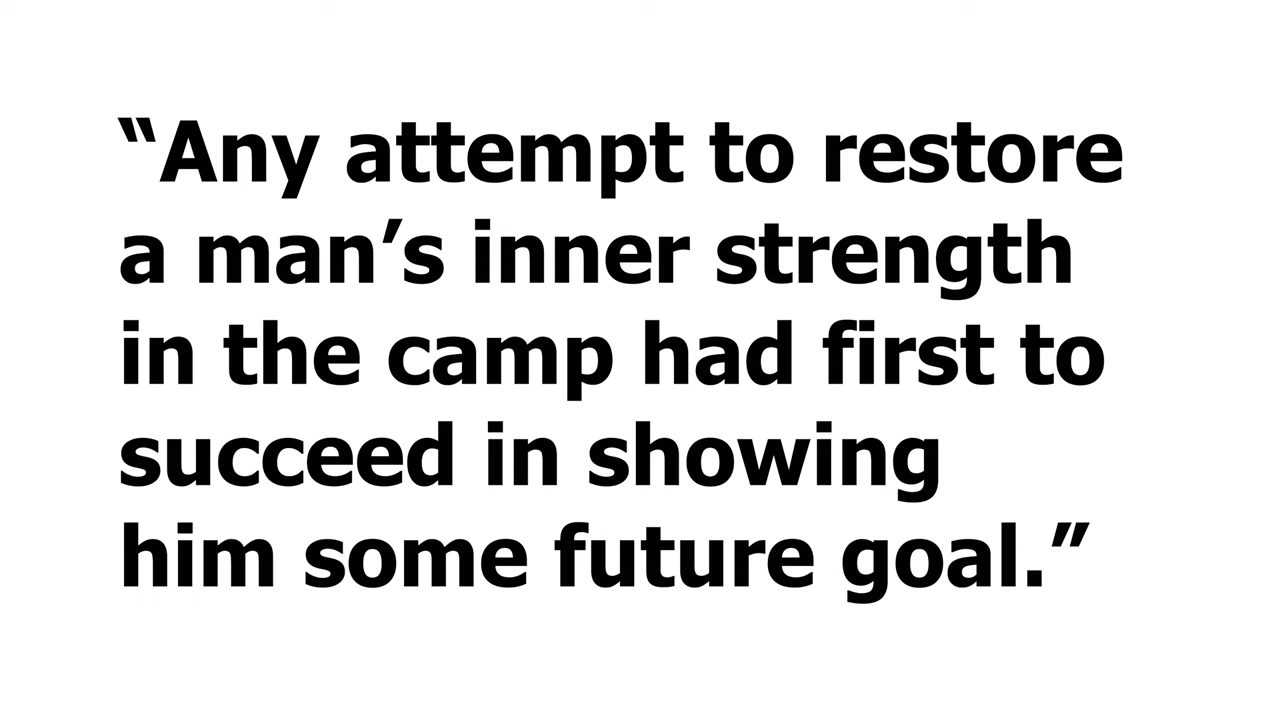 “Any attempt to restore
a man’s inner strength
in the camp had first to
succeed in showing
him some future goal.”